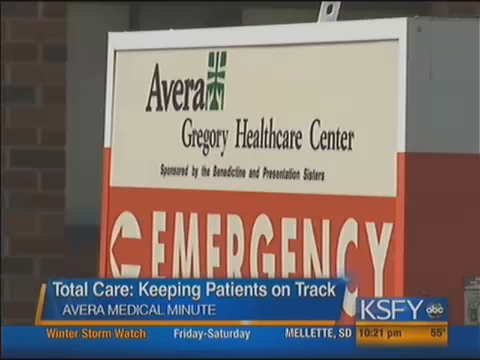 Avera
Gregory Healthcare Center
Sponsored by the Benedictine and Presentation Sisters
EMERGENCY
Total Care: Keeping Patients on Track
AVERA MEDICAL MINUTE
KSFY abc
Winter Storm Watch Friday-Saturday MELLETTE, SD 10:21 pm 55°